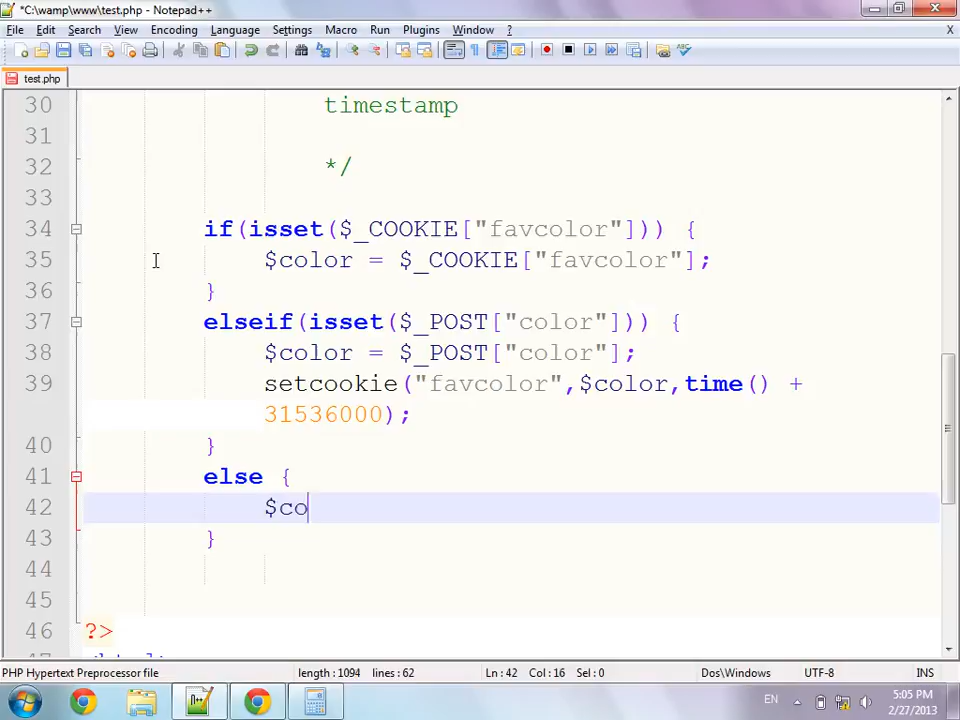 *C:\wamp\www\test.php - Notepad++
File Edit Search View Encoding Language Settings Macro Run Plugins Window ? X
test.php
30 timestamp
31
32 */
33
34 if(isset($_COOKIE["favcolor"])) {
35 $color = $_COOKIE["favcolor"];
36 }
37 elseif(isset($_POST["color"])) {
38 $color = $_POST["color"];
39 setcookie("favcolor",$color,time() +
31536000);
40 }
41 else {
42 $co
43 }
44
45
46 ?>
PHP Hypertext Preprocessor file length : 1094 lines : 62 Ln : 42 Col : 16 Sel : 0 Dos\Windows UTF-8 INS
EN 5:05 PM
2/27/2013